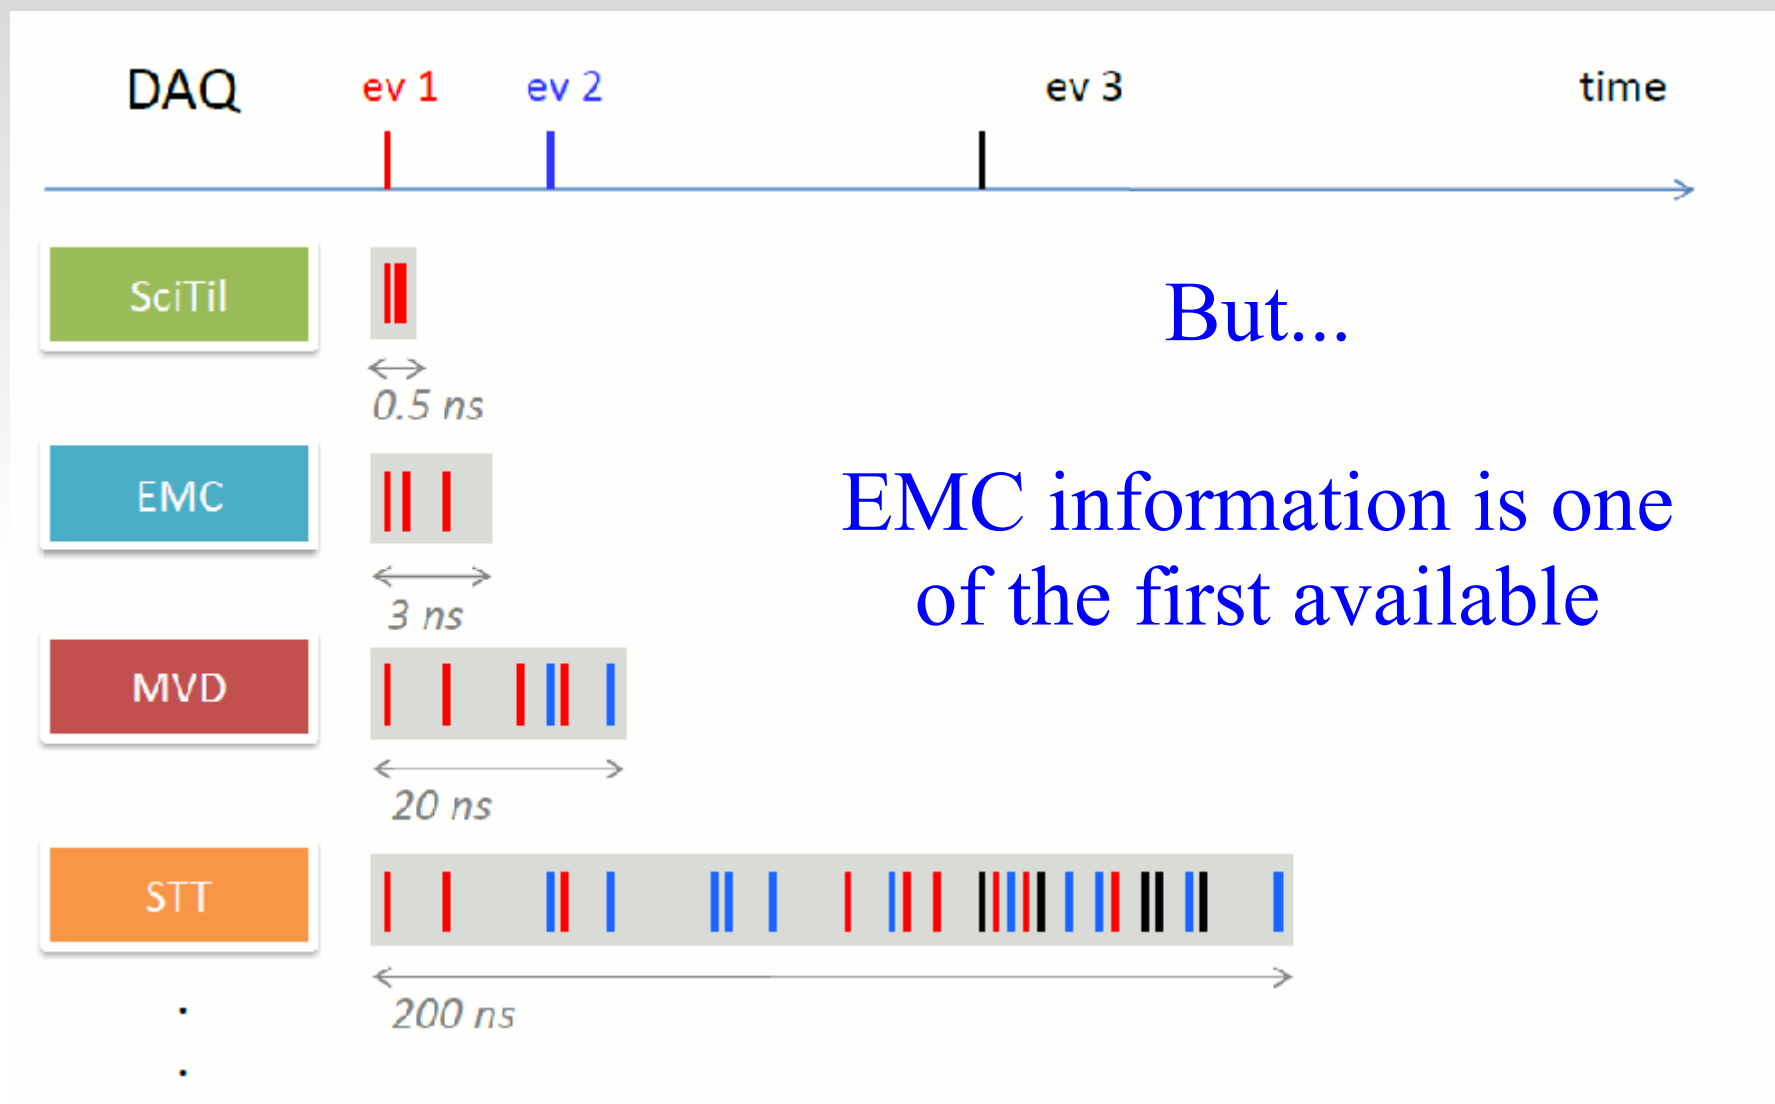 DAQ ev 1 ev 2 ev 3 time
SciTil
But...
0.5 ns
EMC
EMC information is one
of the first available
3 ns
MVD
20 ns
STT
200 ns
.
.